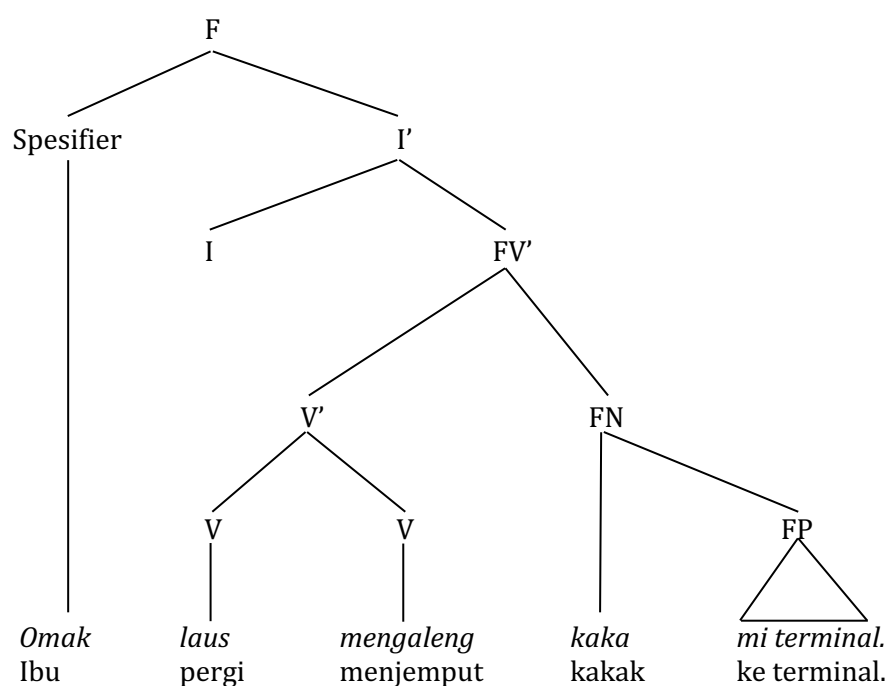 F
Spesifier I’
I FV’
V’ FN
V V FP
Omak laus mengaleng kaka mi terminal.
Ibu pergi menjemput kakak ke terminal.